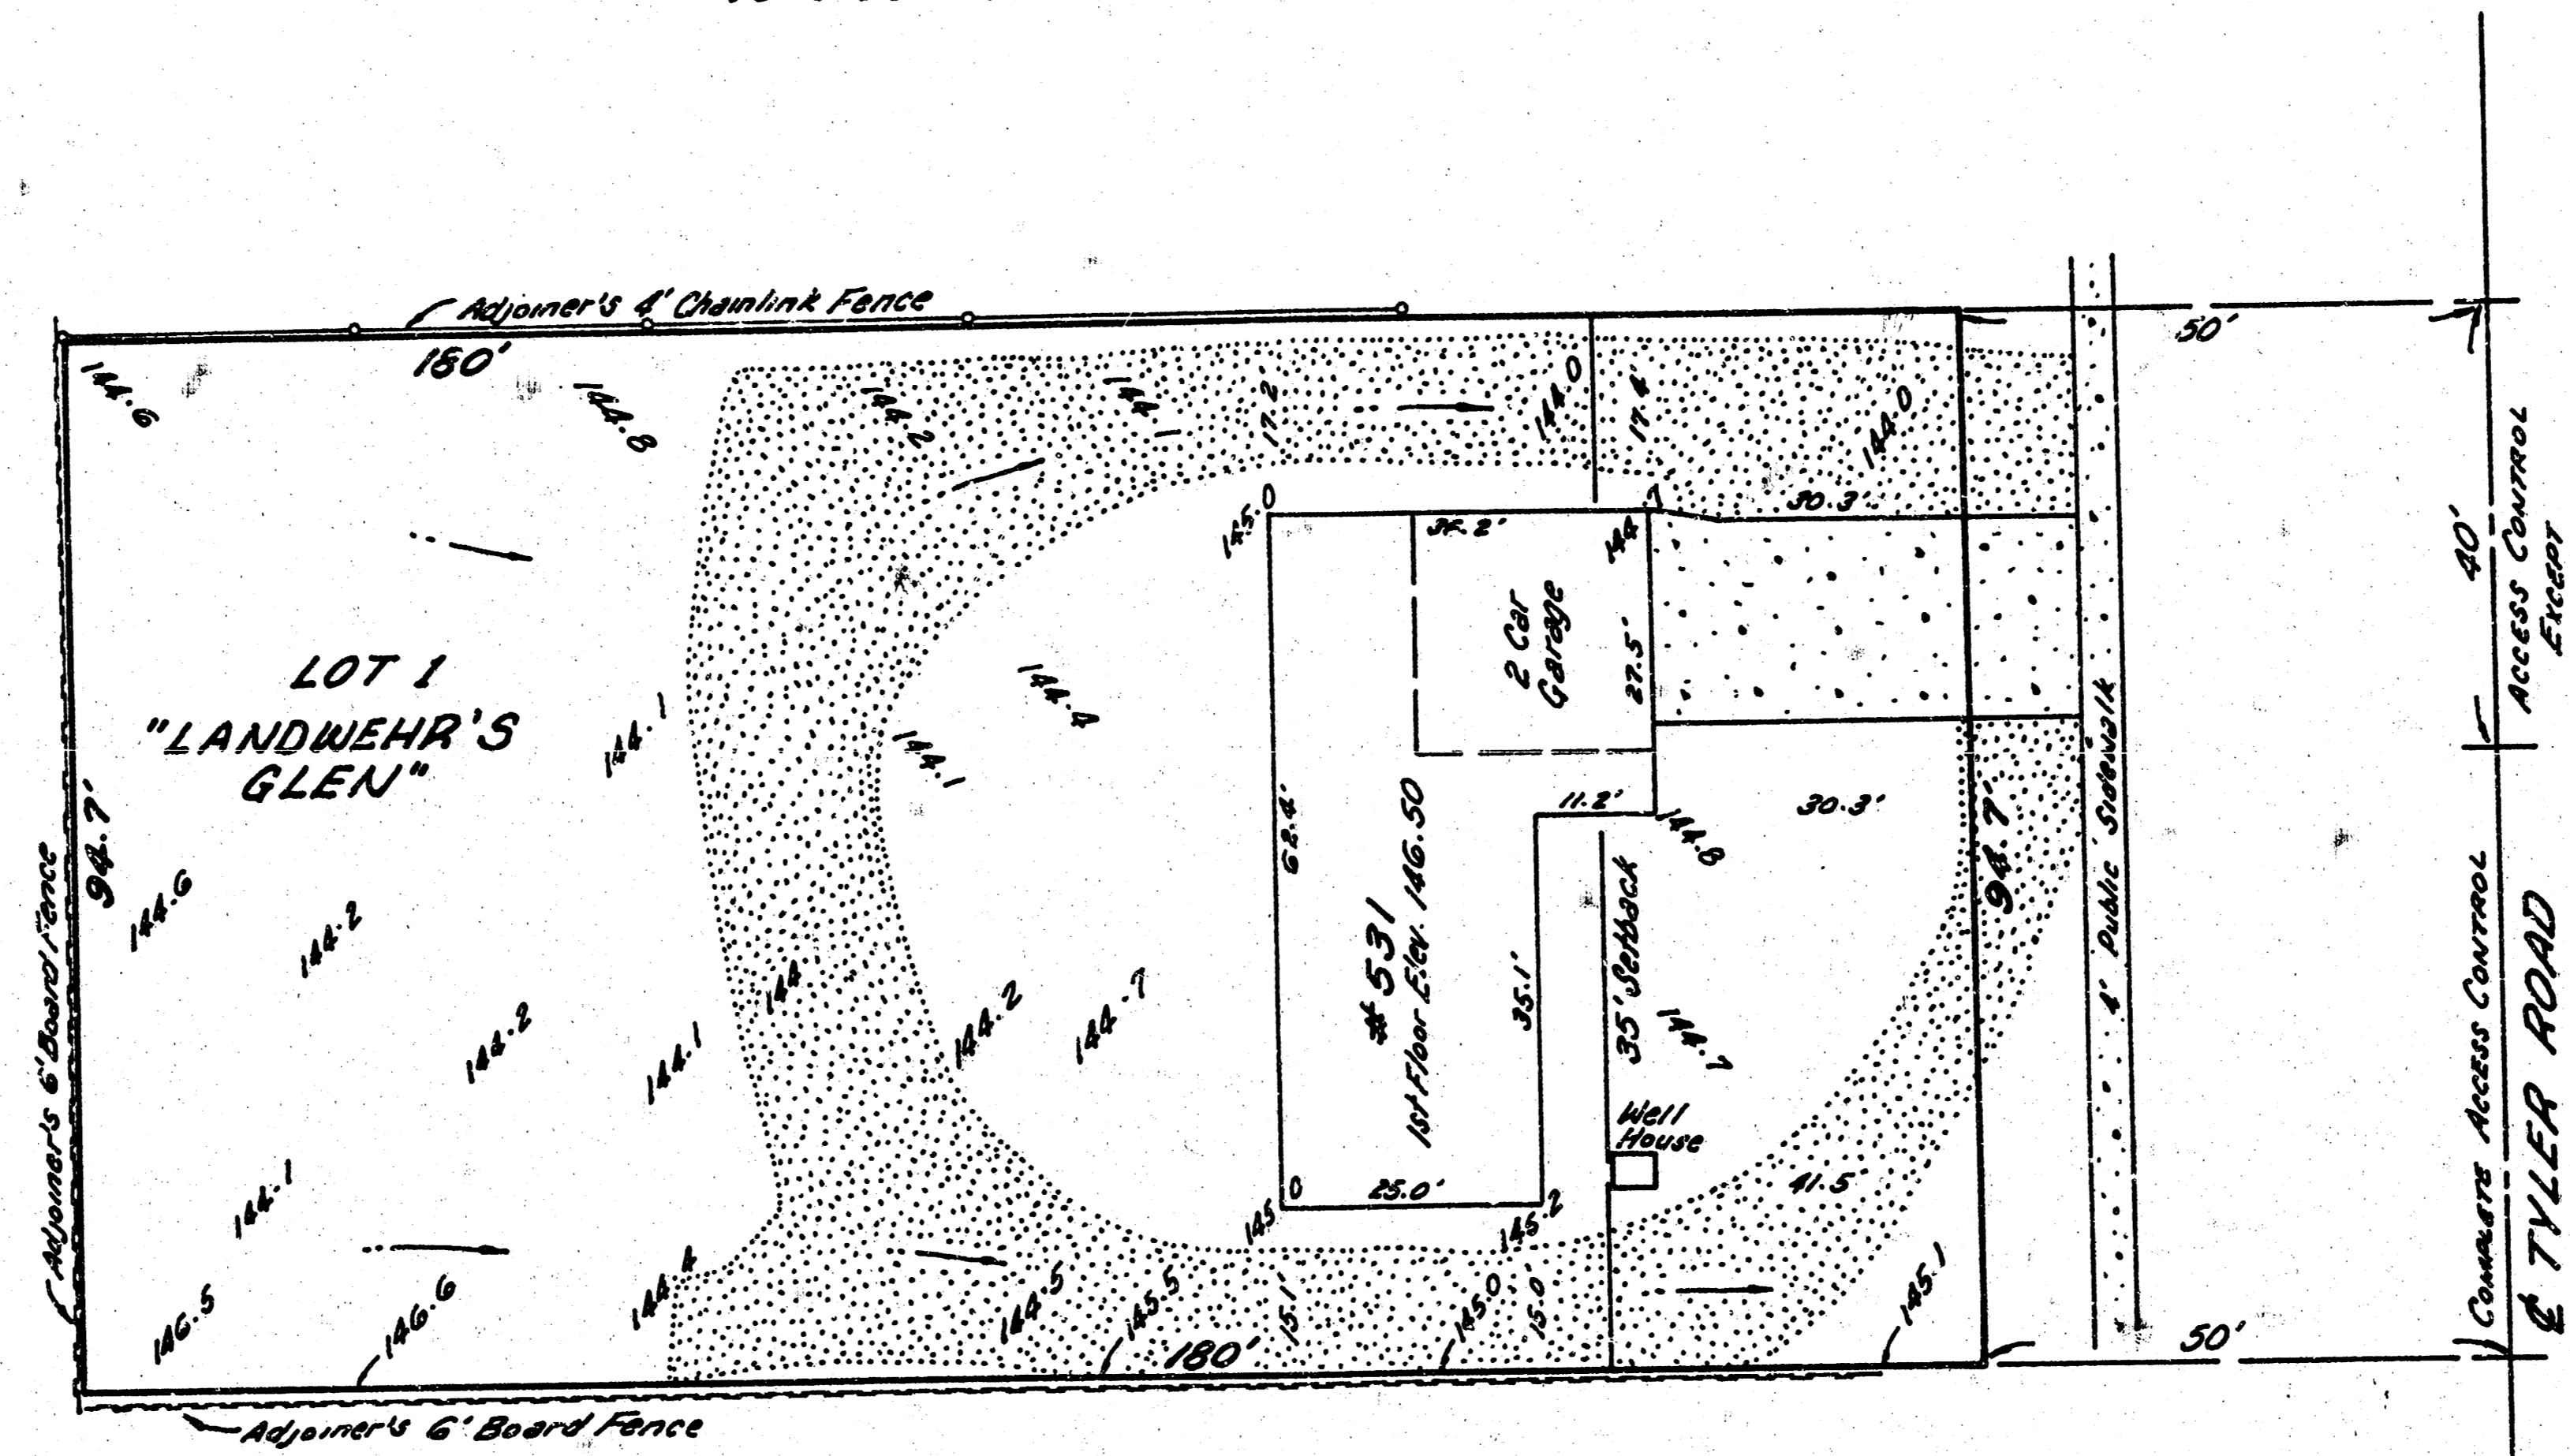 Adjoiner's 4' Chainlink Fence
180'
50'
144.6
144.8
144.2
144.1
17.2'
144.0
17.4'
144.0
40'
ACCESS CONTROL
EXCEPT
145.0
36.2'
30.3'
2 Car
Garage
27.5'
LOT 1
"LANDWEHR'S
GLEN"
144.1
144.1
144.4
94.7'
62.4'
11.2'
144.8
30.3'
94.7'
4' Public Sidewalk
Adjoiner's 6' Board Fence
144.6
144.2
144.2
144.1
144
144.2
144.7
# 531
1st Floor Elev. 146.50
35.1'
35' Setback
144.7
Well
House
41.5
COMPLETE ACCESS CONTROL
℄ TYLER ROAD
144.1
145.0
25.0'
145.2
146.5
146.6
144.4
144.5
145.5
15.1'
145.0
15.0'
145.1
180'
50'
Adjoiner's 6' Board Fence